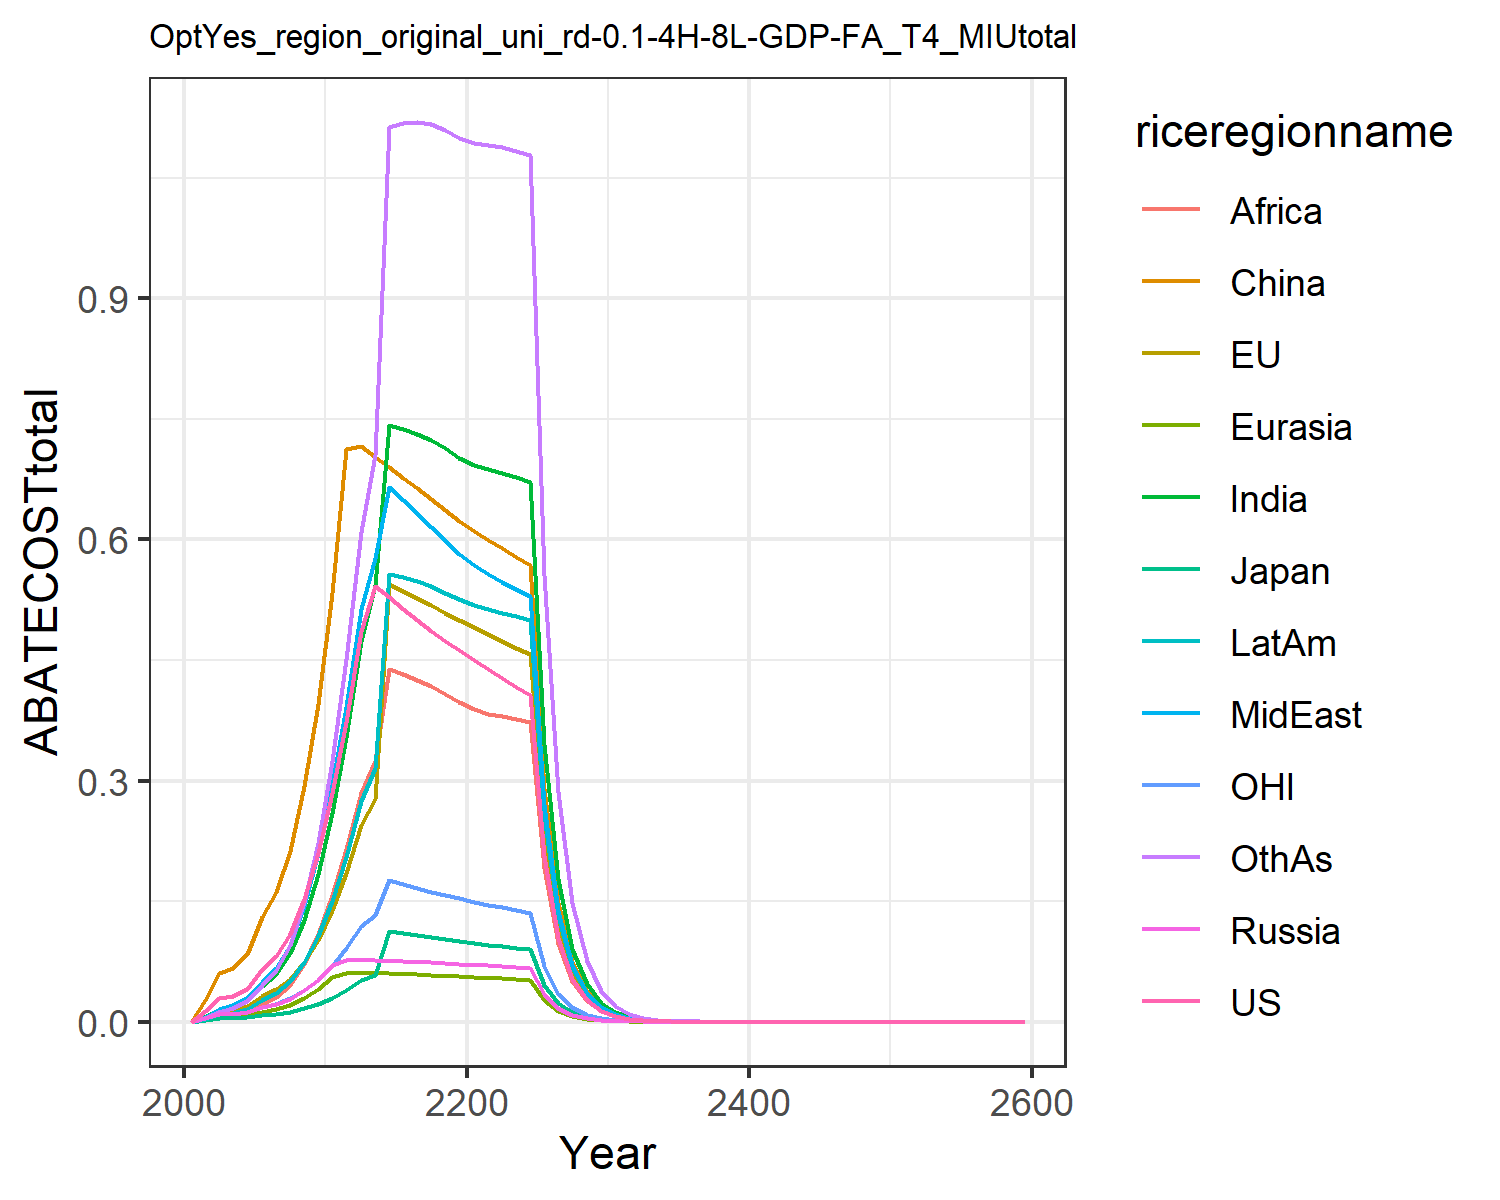 OptYes_region_original_uni_rd-0.1-4H-8L-GDP-FA_T4_MIUtotal
ABATECOSTtotal
0.9
0.6
0.3
0.0
2000
2200
2400
2600
Year
riceregionname
Africa
China
EU
Eurasia
India
Japan
LatAm
MidEast
OHI
OthAs
Russia
US